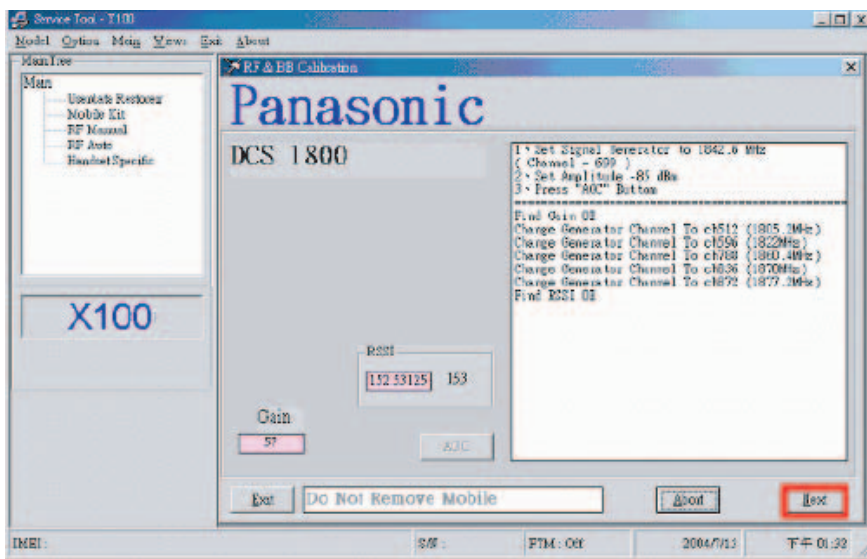 Service Tool - X100
Model Option Main Views Exit About
Main Tree
Main
Userdata Restorer
Mobile Kit
RF Manual
RF Auto
Handset Specific
X100
RF & BB Calibration
Panasonic
DCS 1800
RSSI
152.53125 153
Gain
57
AGC
1、Set Signal Generator to 1842.6 MHz
( Channel - 699 )
2、Set Amplitude -85 dBm
3、Press "AGC" Button
Find Gain OK
Change Generator Channel To ch512 (1805.2MHz)
Change Generator Channel To ch596 (1822MHz)
Change Generator Channel To ch788 (1860.4MHz)
Change Generator Channel To ch836 (1870MHz)
Change Generator Channel To ch872 (1877.2MHz)
Find RSSI OK
Exit Do Not Remove Mobile About Next
IMEI : S/N : FTM : Off 2004/7/13 下午 01:33